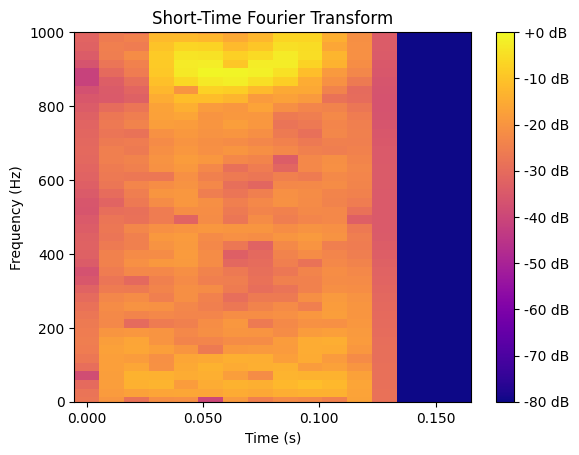 Short-Time Fourier Transform
1000
800
600
400
200
0
Frequency (Hz)
0.000
0.050
0.100
0.150
Time (s)
+0 dB
-10 dB
-20 dB
-30 dB
-40 dB
-50 dB
-60 dB
-70 dB
-80 dB